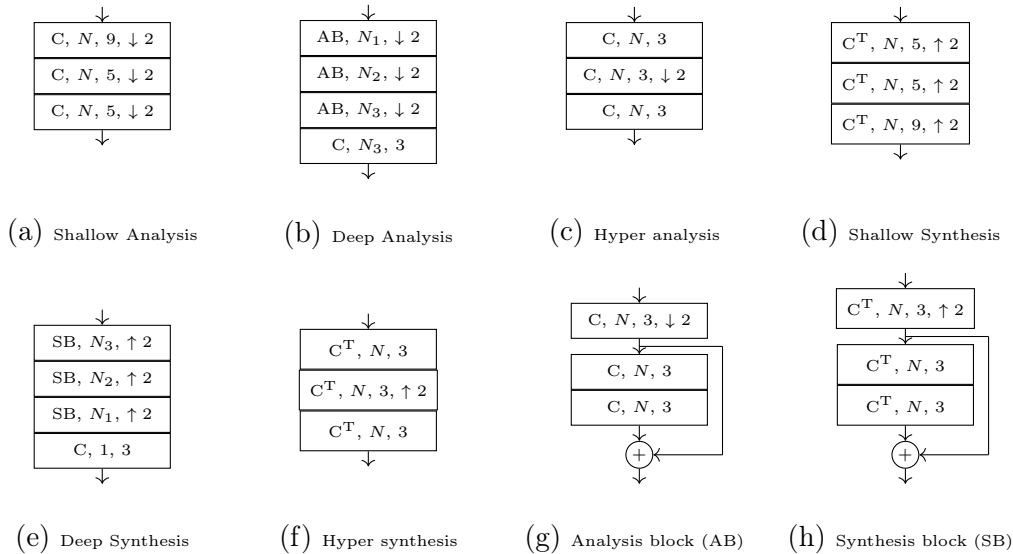 C, N, 9, ↓ 2
C, N, 5, ↓ 2
C, N, 5, ↓ 2
(a) Shallow Analysis
AB, N₁, ↓ 2
AB, N₂, ↓ 2
AB, N₃, ↓ 2
C, N₃, 3
(b) Deep Analysis
C, N, 3
C, N, 3, ↓ 2
C, N, 3
(c) Hyper analysis
Cᵀ, N, 5, ↑ 2
Cᵀ, N, 5, ↑ 2
Cᵀ, N, 9, ↑ 2
(d) Shallow Synthesis
SB, N₃, ↑ 2
SB, N₂, ↑ 2
SB, N₁, ↑ 2
C, 1, 3
(e) Deep Synthesis
Cᵀ, N, 3
Cᵀ, N, 3, ↑ 2
Cᵀ, N, 3
(f) Hyper synthesis
C, N, 3, ↓ 2
C, N, 3
C, N, 3
+
(g) Analysis block (AB)
Cᵀ, N, 3, ↑ 2
Cᵀ, N, 3
Cᵀ, N, 3
+
(h) Synthesis block (SB)